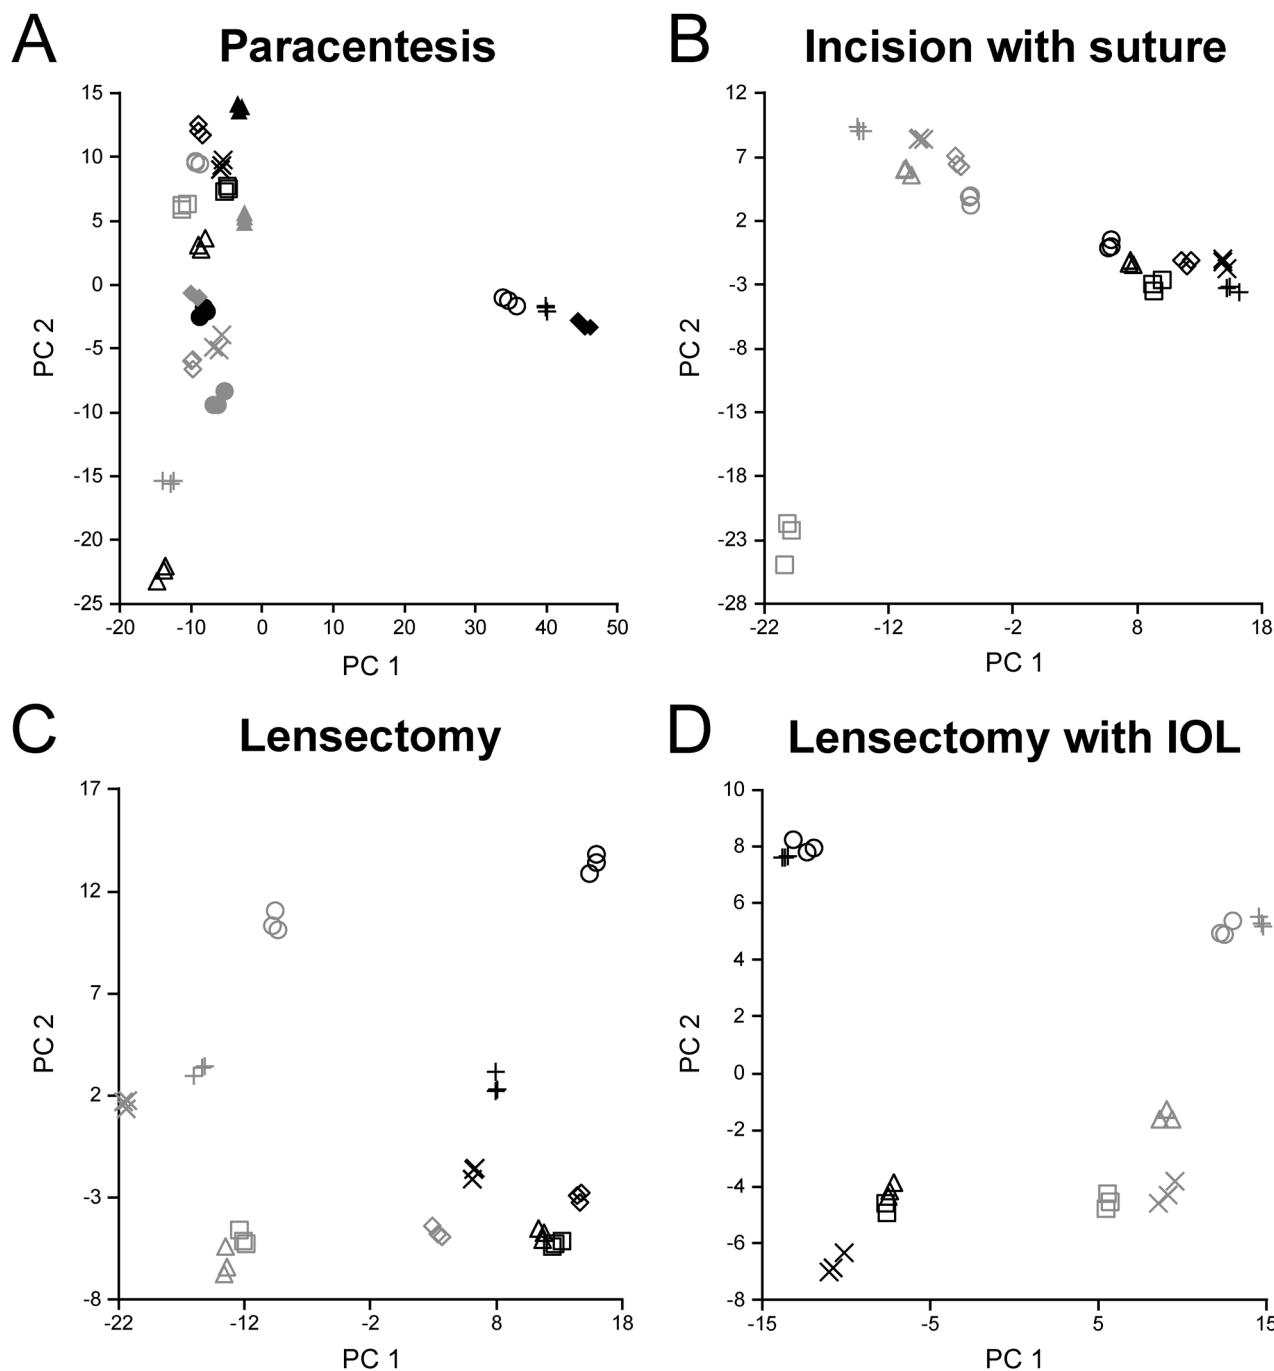 A Paracentesis
15
10
5
0
-5
-10
-15
-20
-25
PC 2
-20 -10 0 10 20 30 40 50
PC 1
B Incision with suture
12
7
2
-3
-8
-13
-18
-23
-28
PC 2
-22 -12 -2 8 18
PC 1
C Lensectomy
17
12
7
2
-3
-8
PC 2
-22 -12 -2 8 18
PC 1
D Lensectomy with IOL
10
8
6
4
2
0
-2
-4
-6
-8
PC 2
-15 -5 5 15
PC 1